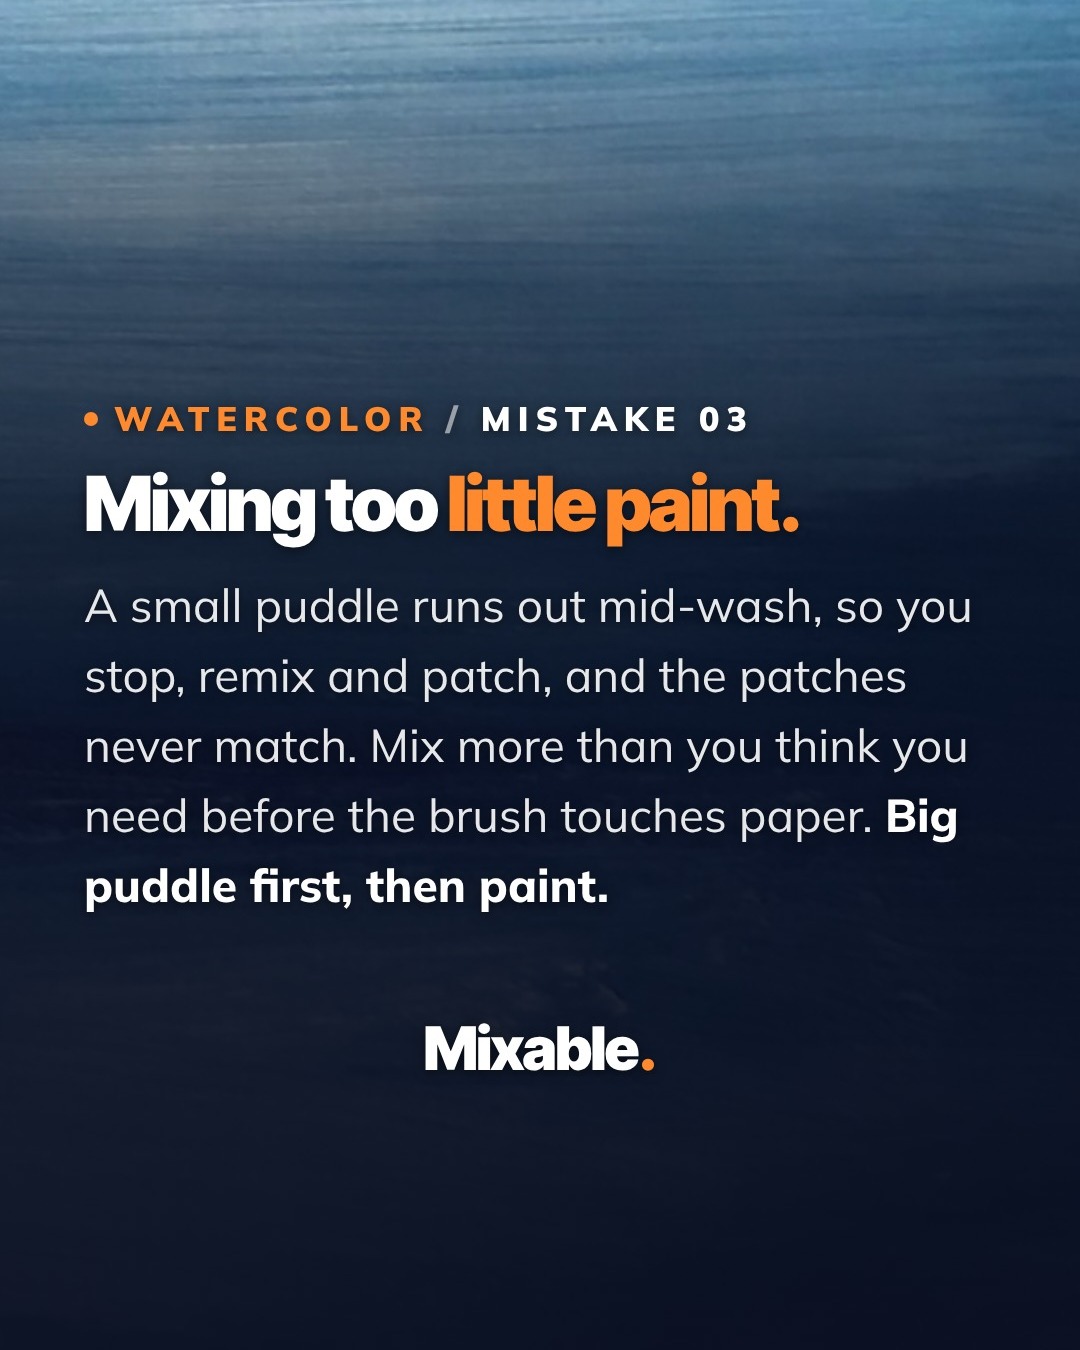 • WATERCOLOR / MISTAKE 03
Mixing too little paint.
A small puddle runs out mid-wash, so you
stop, remix and patch, and the patches
never match. Mix more than you think you
need before the brush touches paper. Big
puddle first, then paint.
Mixable.